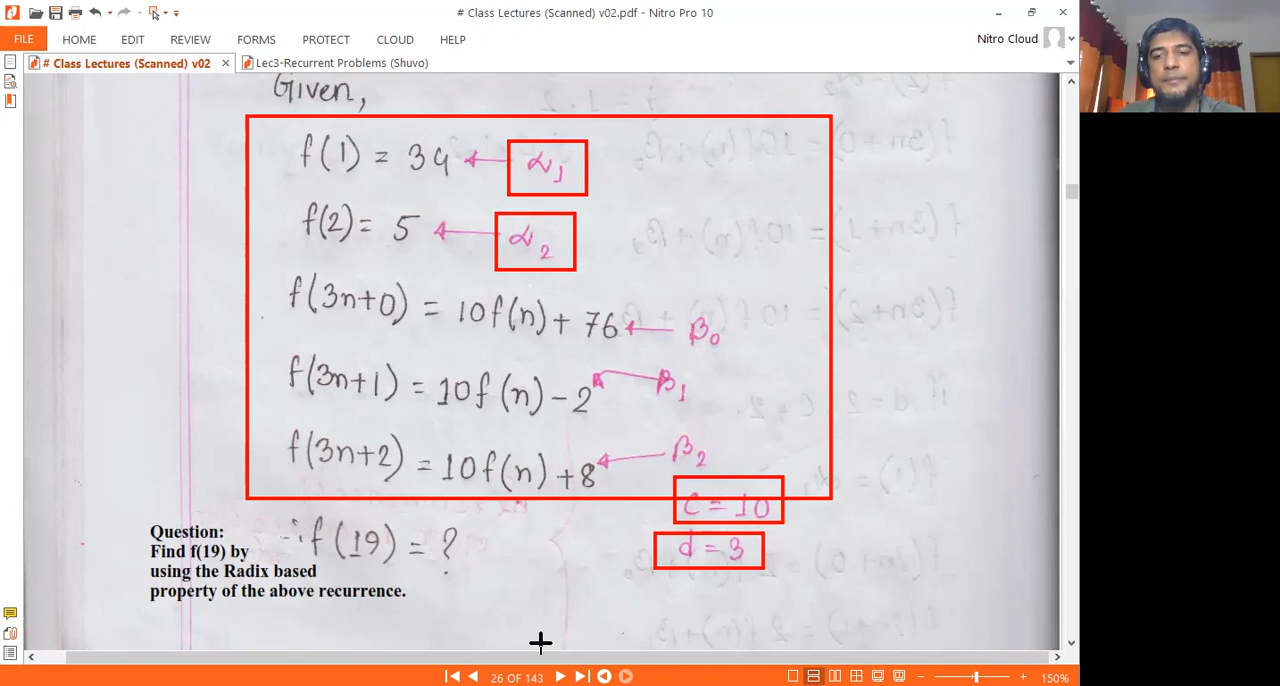 # Class Lectures (Scanned) v02.pdf - Nitro Pro 10
FILE HOME EDIT REVIEW FORMS PROTECT CLOUD HELP
Nitro Cloud
# Class Lectures (Scanned) v02 × Lec3-Recurrent Problems (Shuvo)
Given,
f(1) = 34 ← α1
f(2) = 5 ← α2
f(3n+0) = 10f(n) + 76 ← β0
f(3n+1) = 10f(n) - 2 β1
f(3n+2) = 10f(n) + 8 ← β2
c = 10
d = 3
if (19) = ?
Question:
Find f(19) by
using the Radix based
property of the above recurrence.
26 OF 143
150%